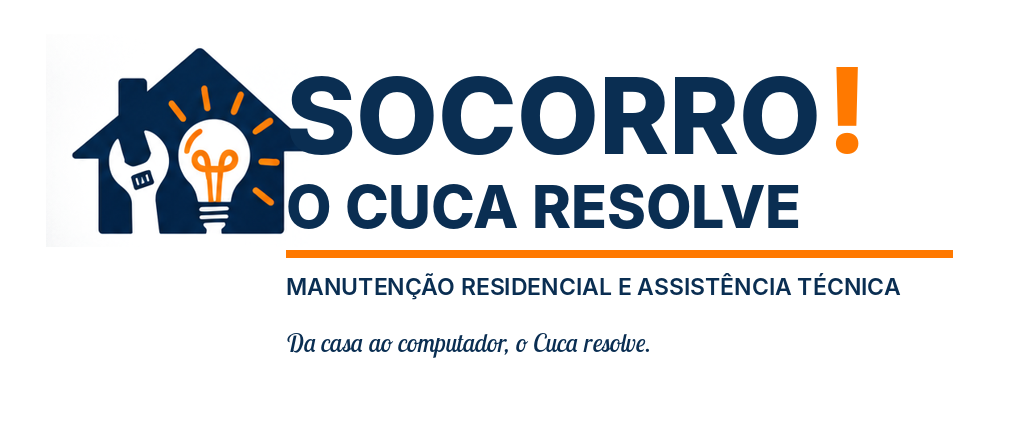 SOCORRO!
O CUCA RESOLVE
MANUTENÇÃO RESIDENCIAL E ASSISTÊNCIA TÉCNICA
Da casa ao computador, o Cuca resolve.